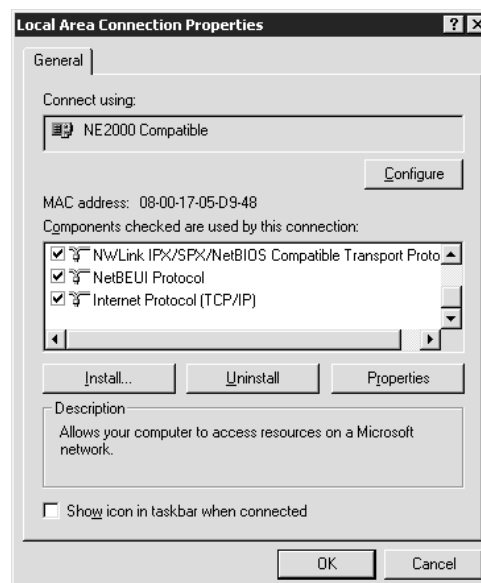 Local Area Connection Properties
General
Connect using:
NE2000 Compatible
Configure
MAC address: 08-00-17-05-D9-48
Components checked are used by this connection:
NWLink IPX/SPX/NetBIOS Compatible Transport Proto
NetBEUI Protocol
Internet Protocol (TCP/IP)
Install... Uninstall Properties
Description
Allows your computer to access resources on a Microsoft
network.
Show icon in taskbar when connected
OK Cancel